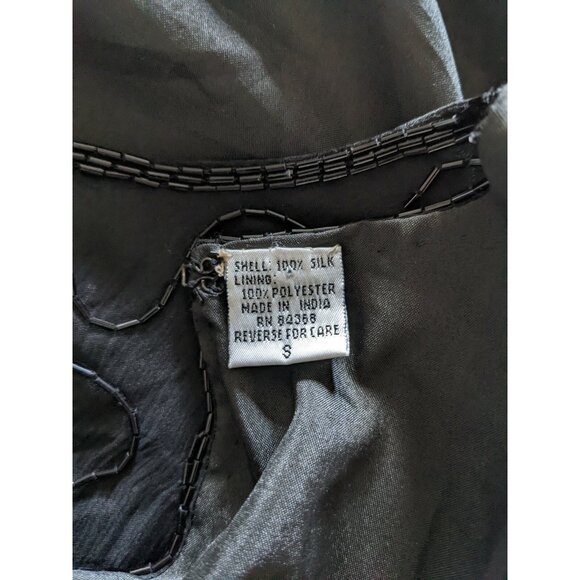 SHELL: 100% SILK
LINING:
100% POLYESTER
MADE IN INDIA
RN 84368
REVERSE FOR CARE
S